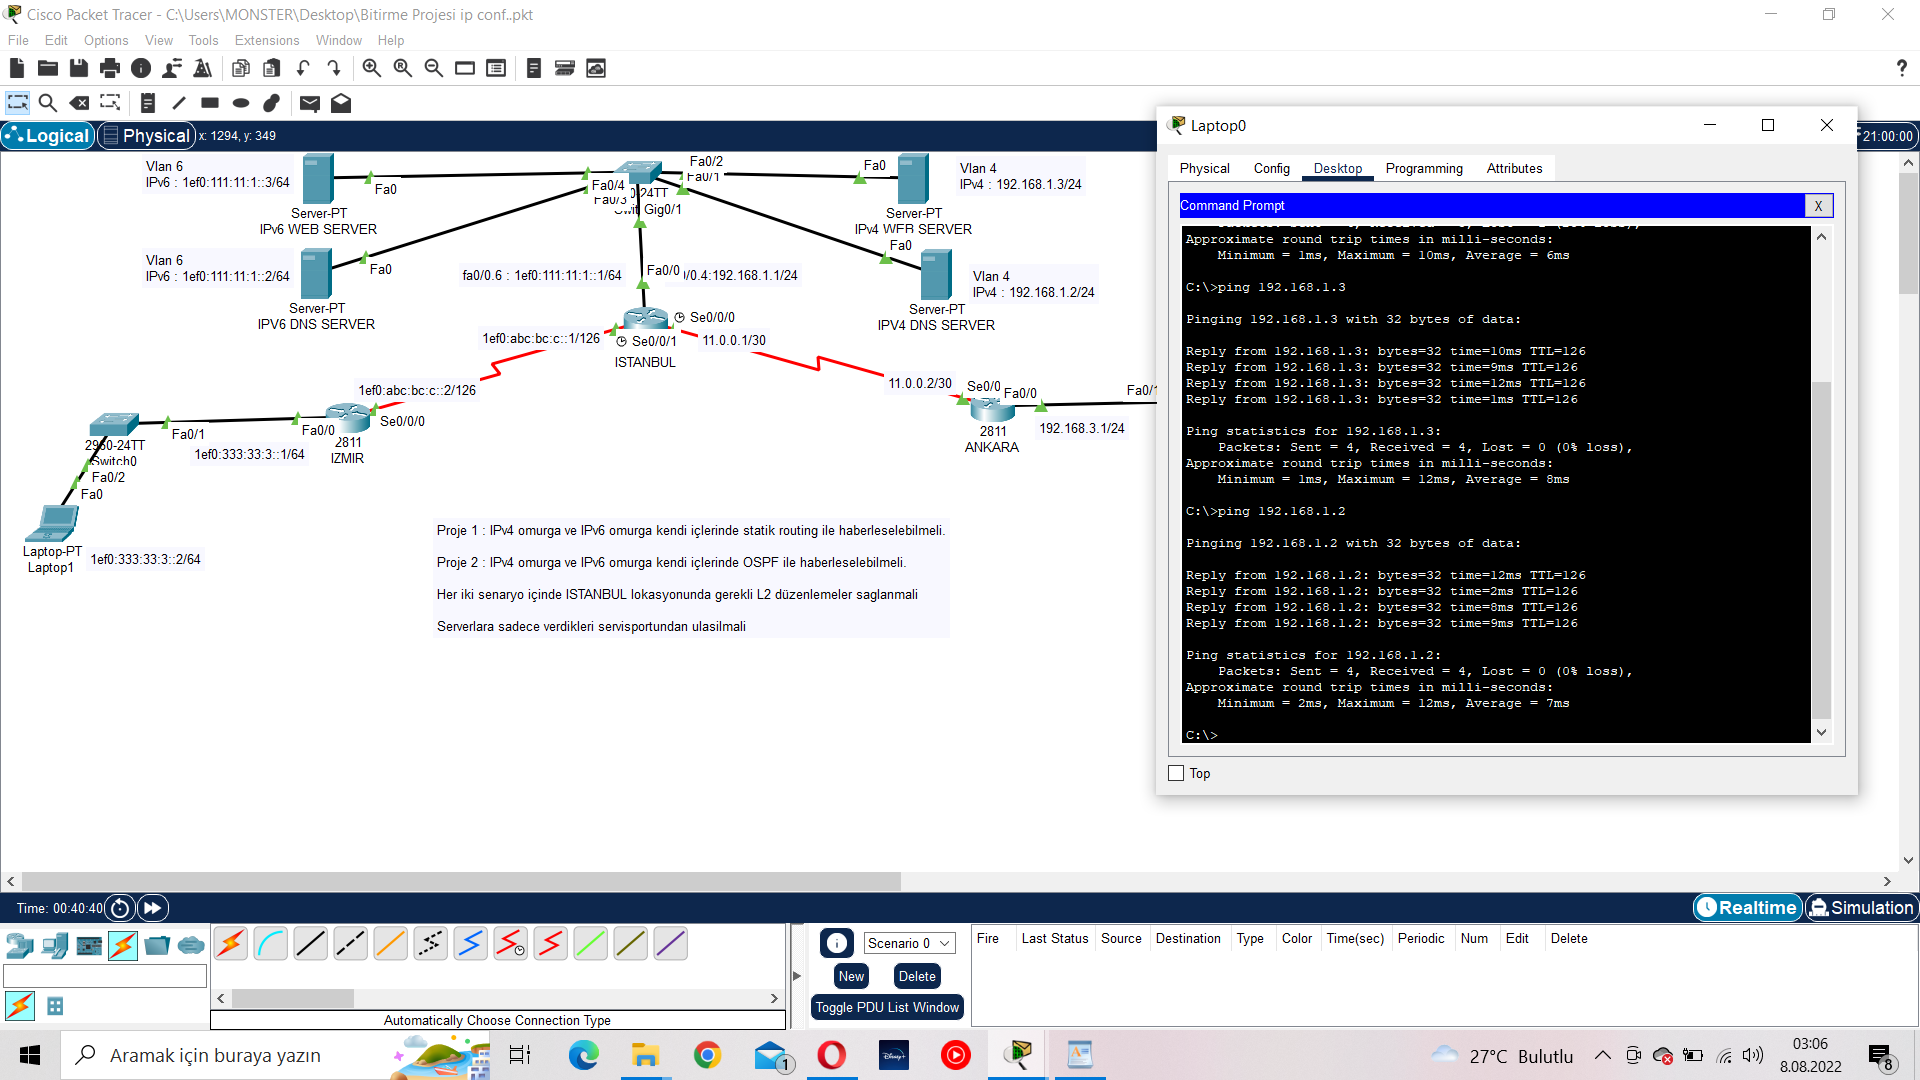 Cisco Packet Tracer - C:\Users\MONSTER\Desktop\Bitirme Projesi ip conf..pkt
File Edit Options View Tools Extensions Window Help
Logical Physical x: 1294, y: 349
21:00:00
Vlan 6
IPv6 : 1ef0:111:11:1::3/64
Fa0
Server-PT
IPv6 WEB SERVER
Vlan 6
IPv6 : 1ef0:111:11:1::2/64
Fa0
Server-PT
IPV6 DNS SERVER
Fa0/2
Fa0/1
Fa0/4
Fa0/3
Gig0/1
Fa0
Vlan 4
IPv4 : 192.168.1.3/24
Server-PT
IPv4 WEB SERVER
Fa0
Vlan 4
IPv4 : 192.168.1.2/24
Server-PT
IPV4 DNS SERVER
fa0/0.6 : 1ef0:111:11:1::1/64
Fa0/0
/0.4:192.168.1.1/24
Se0/0/0
1ef0:abc:bc:c::1/126
Se0/0/1
11.0.0.1/30
ISTANBUL
1ef0:abc:bc:c::2/126
11.0.0.2/30
Se0/0
Fa0/0
Fa0/1
2811
ANKARA
192.168.3.1/24
Fa0/1
Fa0/0
Se0/0/0
2811
IZMIR
1ef0:333:33:3::1/64
2950-24TT
Switch0
Fa0/2
Fa0
Laptop-PT
Laptop1
1ef0:333:33:3::2/64
Proje 1 : IPv4 omurga ve IPv6 omurga kendi içlerinde statik routing ile haberleselebilmeli.
Proje 2 : IPv4 omurga ve IPv6 omurga kendi içlerinde OSPF ile haberleselebilmeli.
Her iki senaryo içinde ISTANBUL lokasyonunda gerekli L2 düzenlemeler saglanmali
Serverlara sadece verdikleri servisportundan ulasilmali
Laptop0
Physical Config Desktop Programming Attributes
Command Prompt
X
Approximate round trip times in milli-seconds:
Minimum = 1ms, Maximum = 10ms, Average = 6ms
C:\>ping 192.168.1.3
Pinging 192.168.1.3 with 32 bytes of data:
Reply from 192.168.1.3: bytes=32 time=10ms TTL=126
Reply from 192.168.1.3: bytes=32 time=9ms TTL=126
Reply from 192.168.1.3: bytes=32 time=12ms TTL=126
Reply from 192.168.1.3: bytes=32 time=1ms TTL=126
Ping statistics for 192.168.1.3:
Packets: Sent = 4, Received = 4, Lost = 0 (0% loss),
Approximate round trip times in milli-seconds:
Minimum = 1ms, Maximum = 12ms, Average = 8ms
C:\>ping 192.168.1.2
Pinging 192.168.1.2 with 32 bytes of data:
Reply from 192.168.1.2: bytes=32 time=12ms TTL=126
Reply from 192.168.1.2: bytes=32 time=2ms TTL=126
Reply from 192.168.1.2: bytes=32 time=8ms TTL=126
Reply from 192.168.1.2: bytes=32 time=9ms TTL=126
Ping statistics for 192.168.1.2:
Packets: Sent = 4, Received = 4, Lost = 0 (0% loss),
Approximate round trip times in milli-seconds:
Minimum = 2ms, Maximum = 12ms, Average = 7ms
C:\>
Top
Time: 00:40:40
Realtime Simulation
Scenario 0
New Delete
Toggle PDU List Window
Fire Last Status Source Destination Type Color Time(sec) Periodic Num Edit Delete
Automatically Choose Connection Type
Aramak için buraya yazın
1
Disney+
27°C Bulutlu
03:06
8.08.2022
8